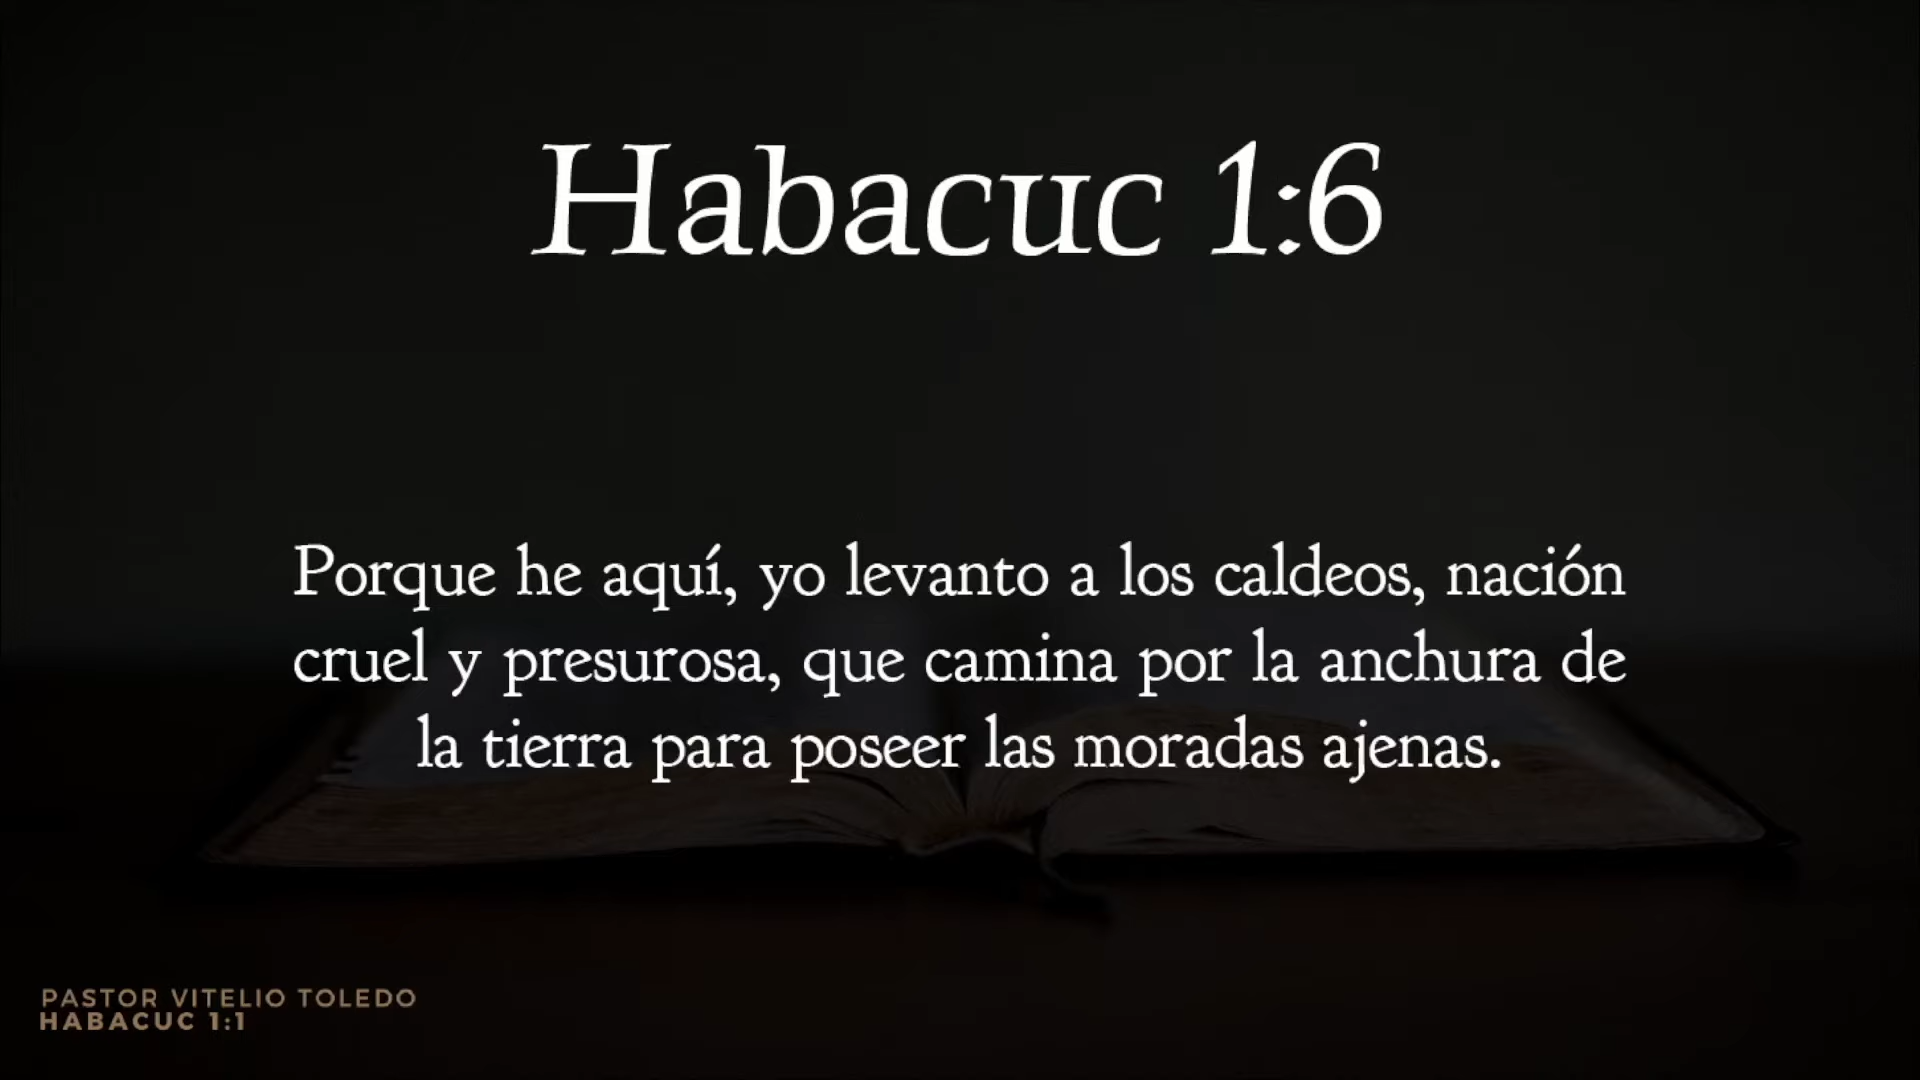 Habacuc 1:6
Porque he aquí, yo levanto a los caldeos, nación
cruel y presurosa, que camina por la anchura de
la tierra para poseer las moradas ajenas.
PASTOR VITELIO TOLEDO
HABACUC 1:1